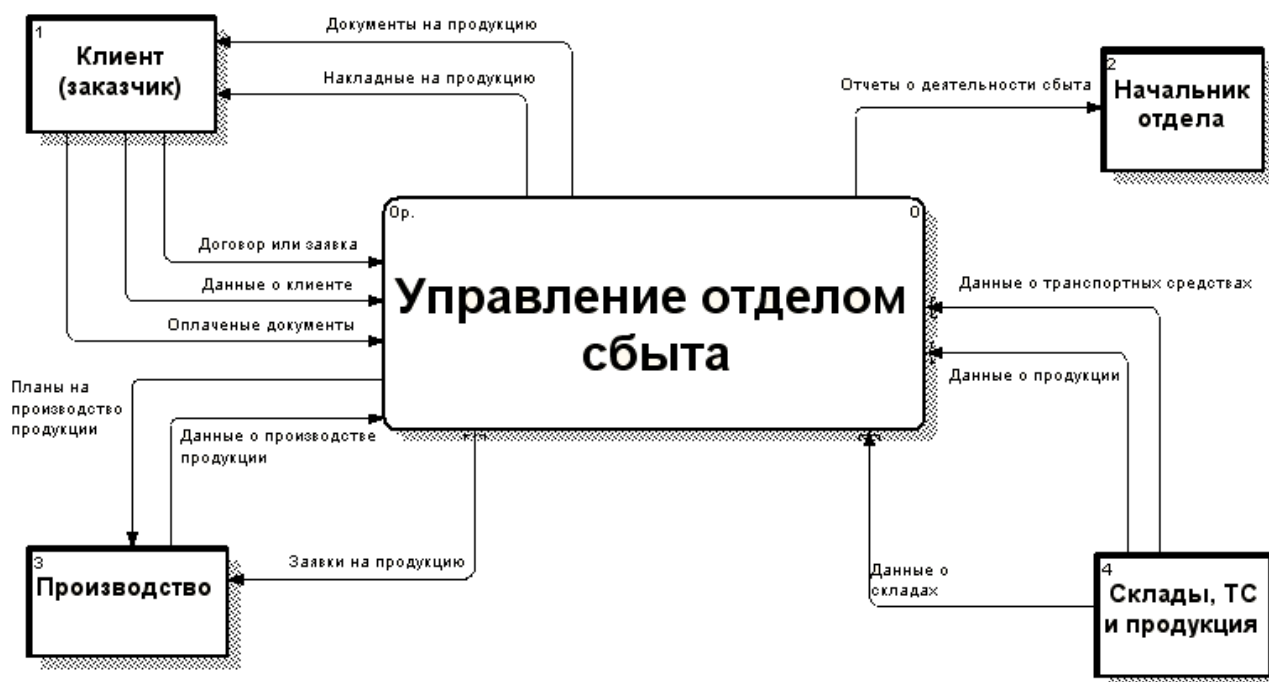 1
Клиент
(заказчик)
Документы на продукцию
Накладные на продукцию
Отчеты о деятельности сбыта
2
Начальник
отдела
0р.
0
Управление отделом
сбыта
Договор или заявка
Данные о клиенте
Оплаченые документы
Данные о транспортных средствах
Данные о продукции
Планы на
производство
продукции
Данные о производстве
продукции
3
Производство
Заявки на продукцию
Данные о
складах
4
Склады, ТС
и продукция